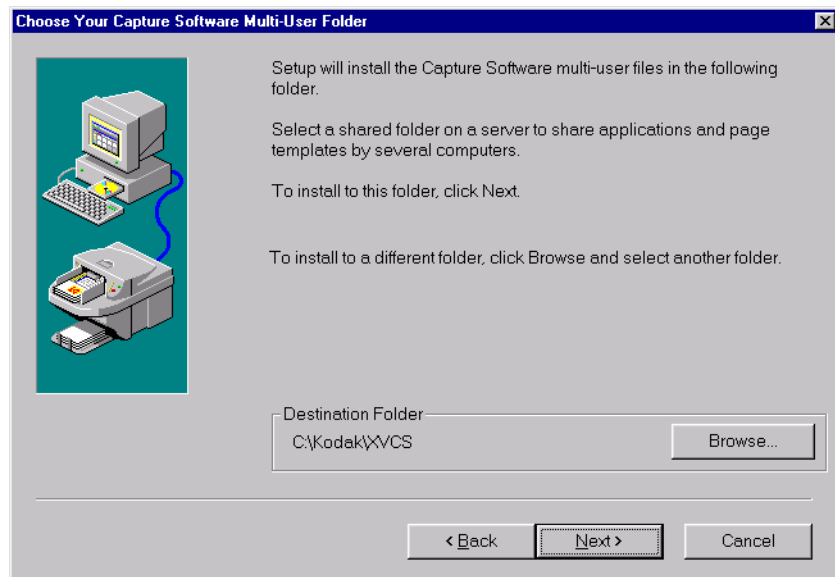 Choose Your Capture Software Multi-User Folder
Setup will install the Capture Software multi-user files in the following
folder.
Select a shared folder on a server to share applications and page
templates by several computers.
To install to this folder, click Next.
To install to a different folder, click Browse and select another folder.
Destination Folder
C:\Kodak\XVCS
Browse...
< Back
Next >
Cancel